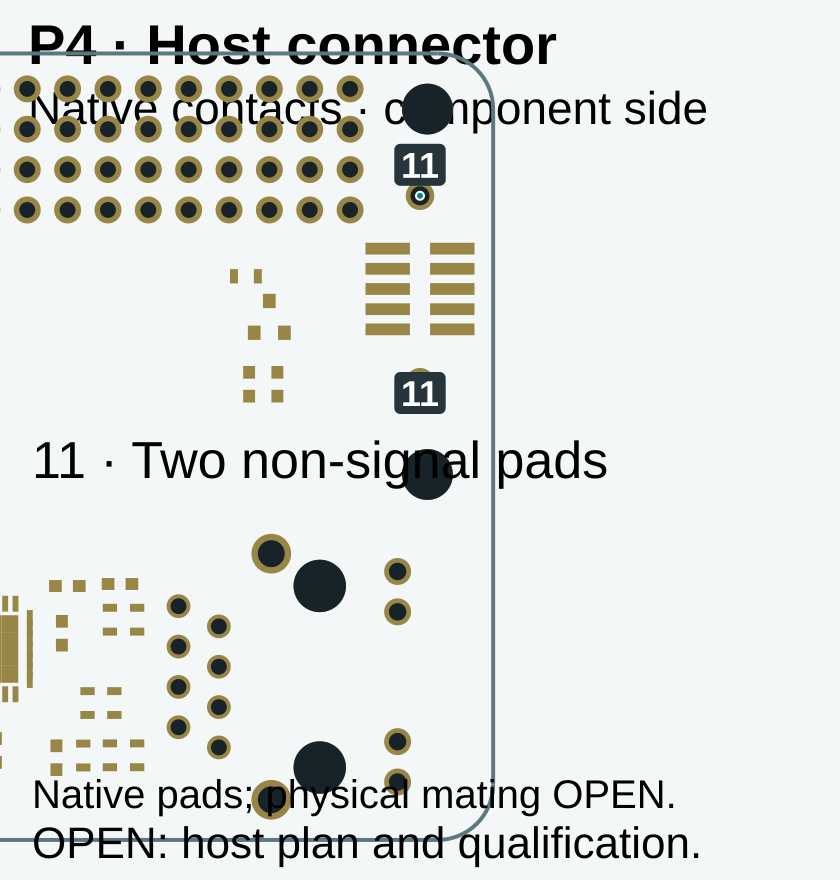 P4 · Host connector
Native contacts · component side
11
11
11 · Two non-signal pads
Native pads; physical mating OPEN.
OPEN: host plan and qualification.